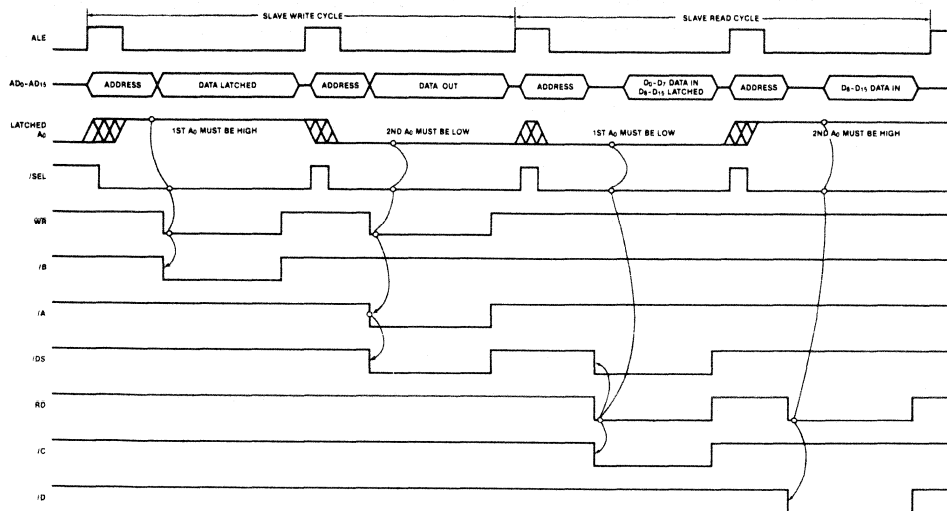 SLAVE WRITE CYCLE
SLAVE READ CYCLE
ALE
AD0-AD15
ADDRESS
DATA LATCHED
ADDRESS
DATA OUT
ADDRESS
D0-D7 DATA IN
D8-D15 LATCHED
ADDRESS
D8-D15 DATA IN
LATCHED
A0
1ST A0 MUST BE HIGH
2ND A0 MUST BE LOW
1ST A0 MUST BE LOW
2ND A0 MUST BE HIGH
/SEL
WR
/B
/A
/DS
RD
/C
/D